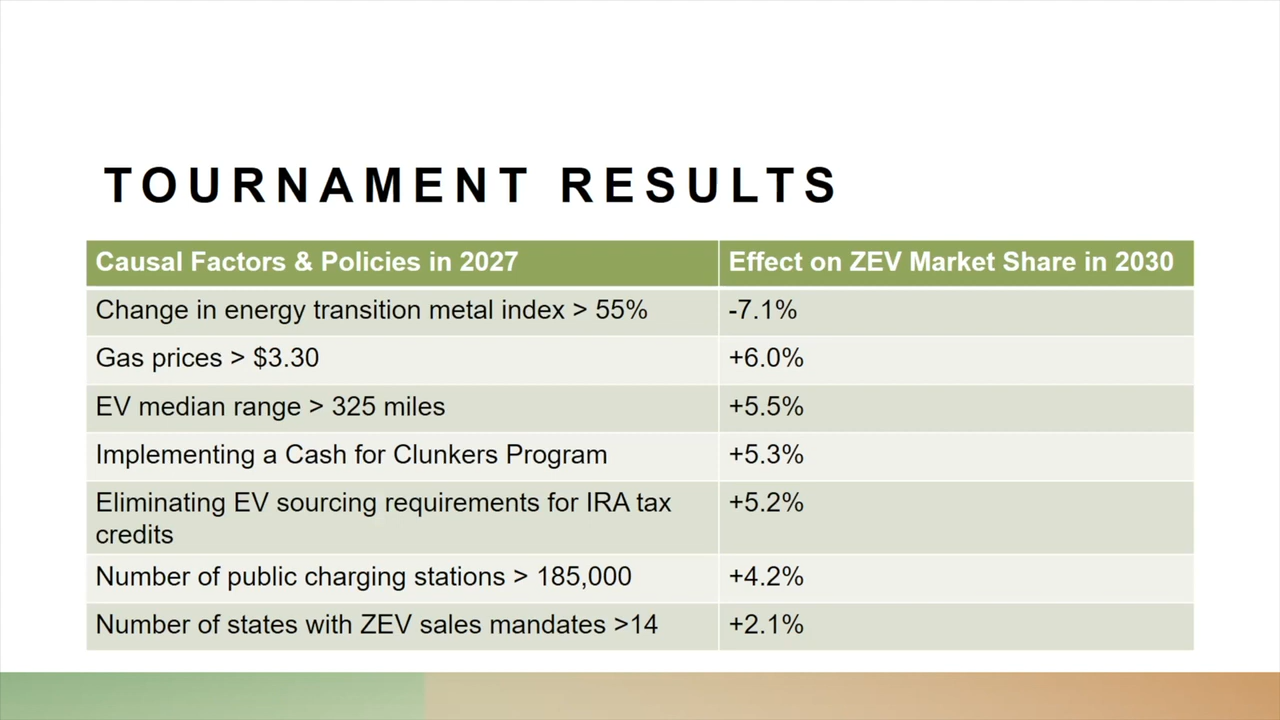 TOURNAMENT RESULTS
Causal Factors & Policies in 2027
Effect on ZEV Market Share in 2030
Change in energy transition metal index > 55%
-7.1%
Gas prices > $3.30
+6.0%
EV median range > 325 miles
+5.5%
Implementing a Cash for Clunkers Program
+5.3%
Eliminating EV sourcing requirements for IRA tax
credits
+5.2%
Number of public charging stations > 185,000
+4.2%
Number of states with ZEV sales mandates >14
+2.1%